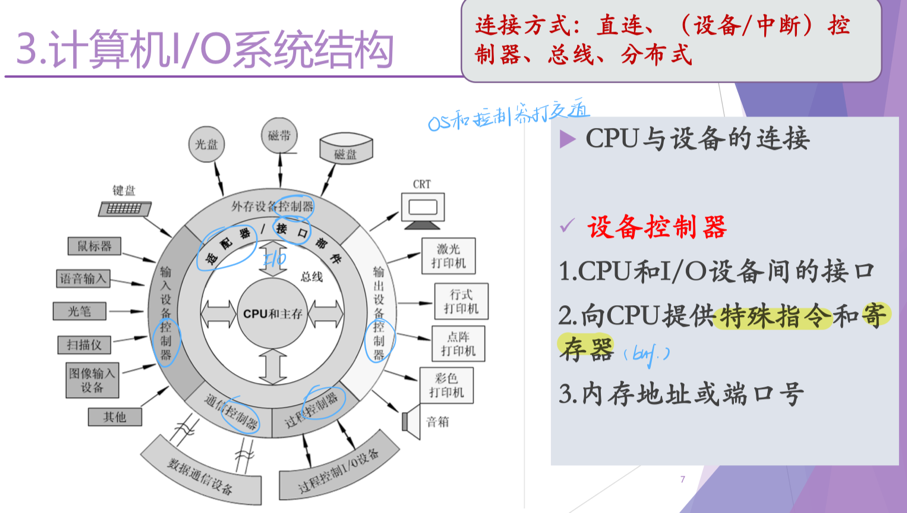 3.计算机I/O系统结构
连接方式：直连、（设备/中断）控
制器、总线、分布式
OS和控制器打交道
CPU与设备的连接
设备控制器
1.CPU和I/O设备间的接口
2.向CPU提供特殊指令和寄
存器（buf.）
3.内存地址或端口号
光盘
磁带
磁盘
键盘
CRT
外存设备控制器
适配器/接口部件
I/O
总线
CPU和主存
输入设备控制器
输出设备控制器
通信控制器
过程控制器
鼠标器
语音输入
光笔
扫描仪
图像输入
设备
其他
激光
打印机
行式
打印机
点阵
打印机
彩色
打印机
音箱
数据通信设备
过程控制I/O设备
7